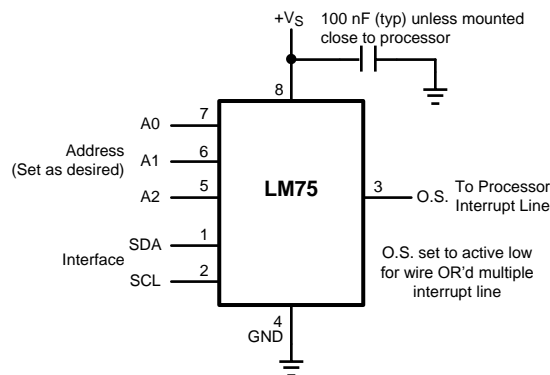 +VS
100 nF (typ) unless mounted
close to processor
8
A0
7
Address
(Set as desired)
A1
6
A2
5
LM75
3
O.S.
To Processor
Interrupt Line
Interface
SDA
1
SCL
2
O.S. set to active low
for wire OR'd multiple
interrupt line
4
GND